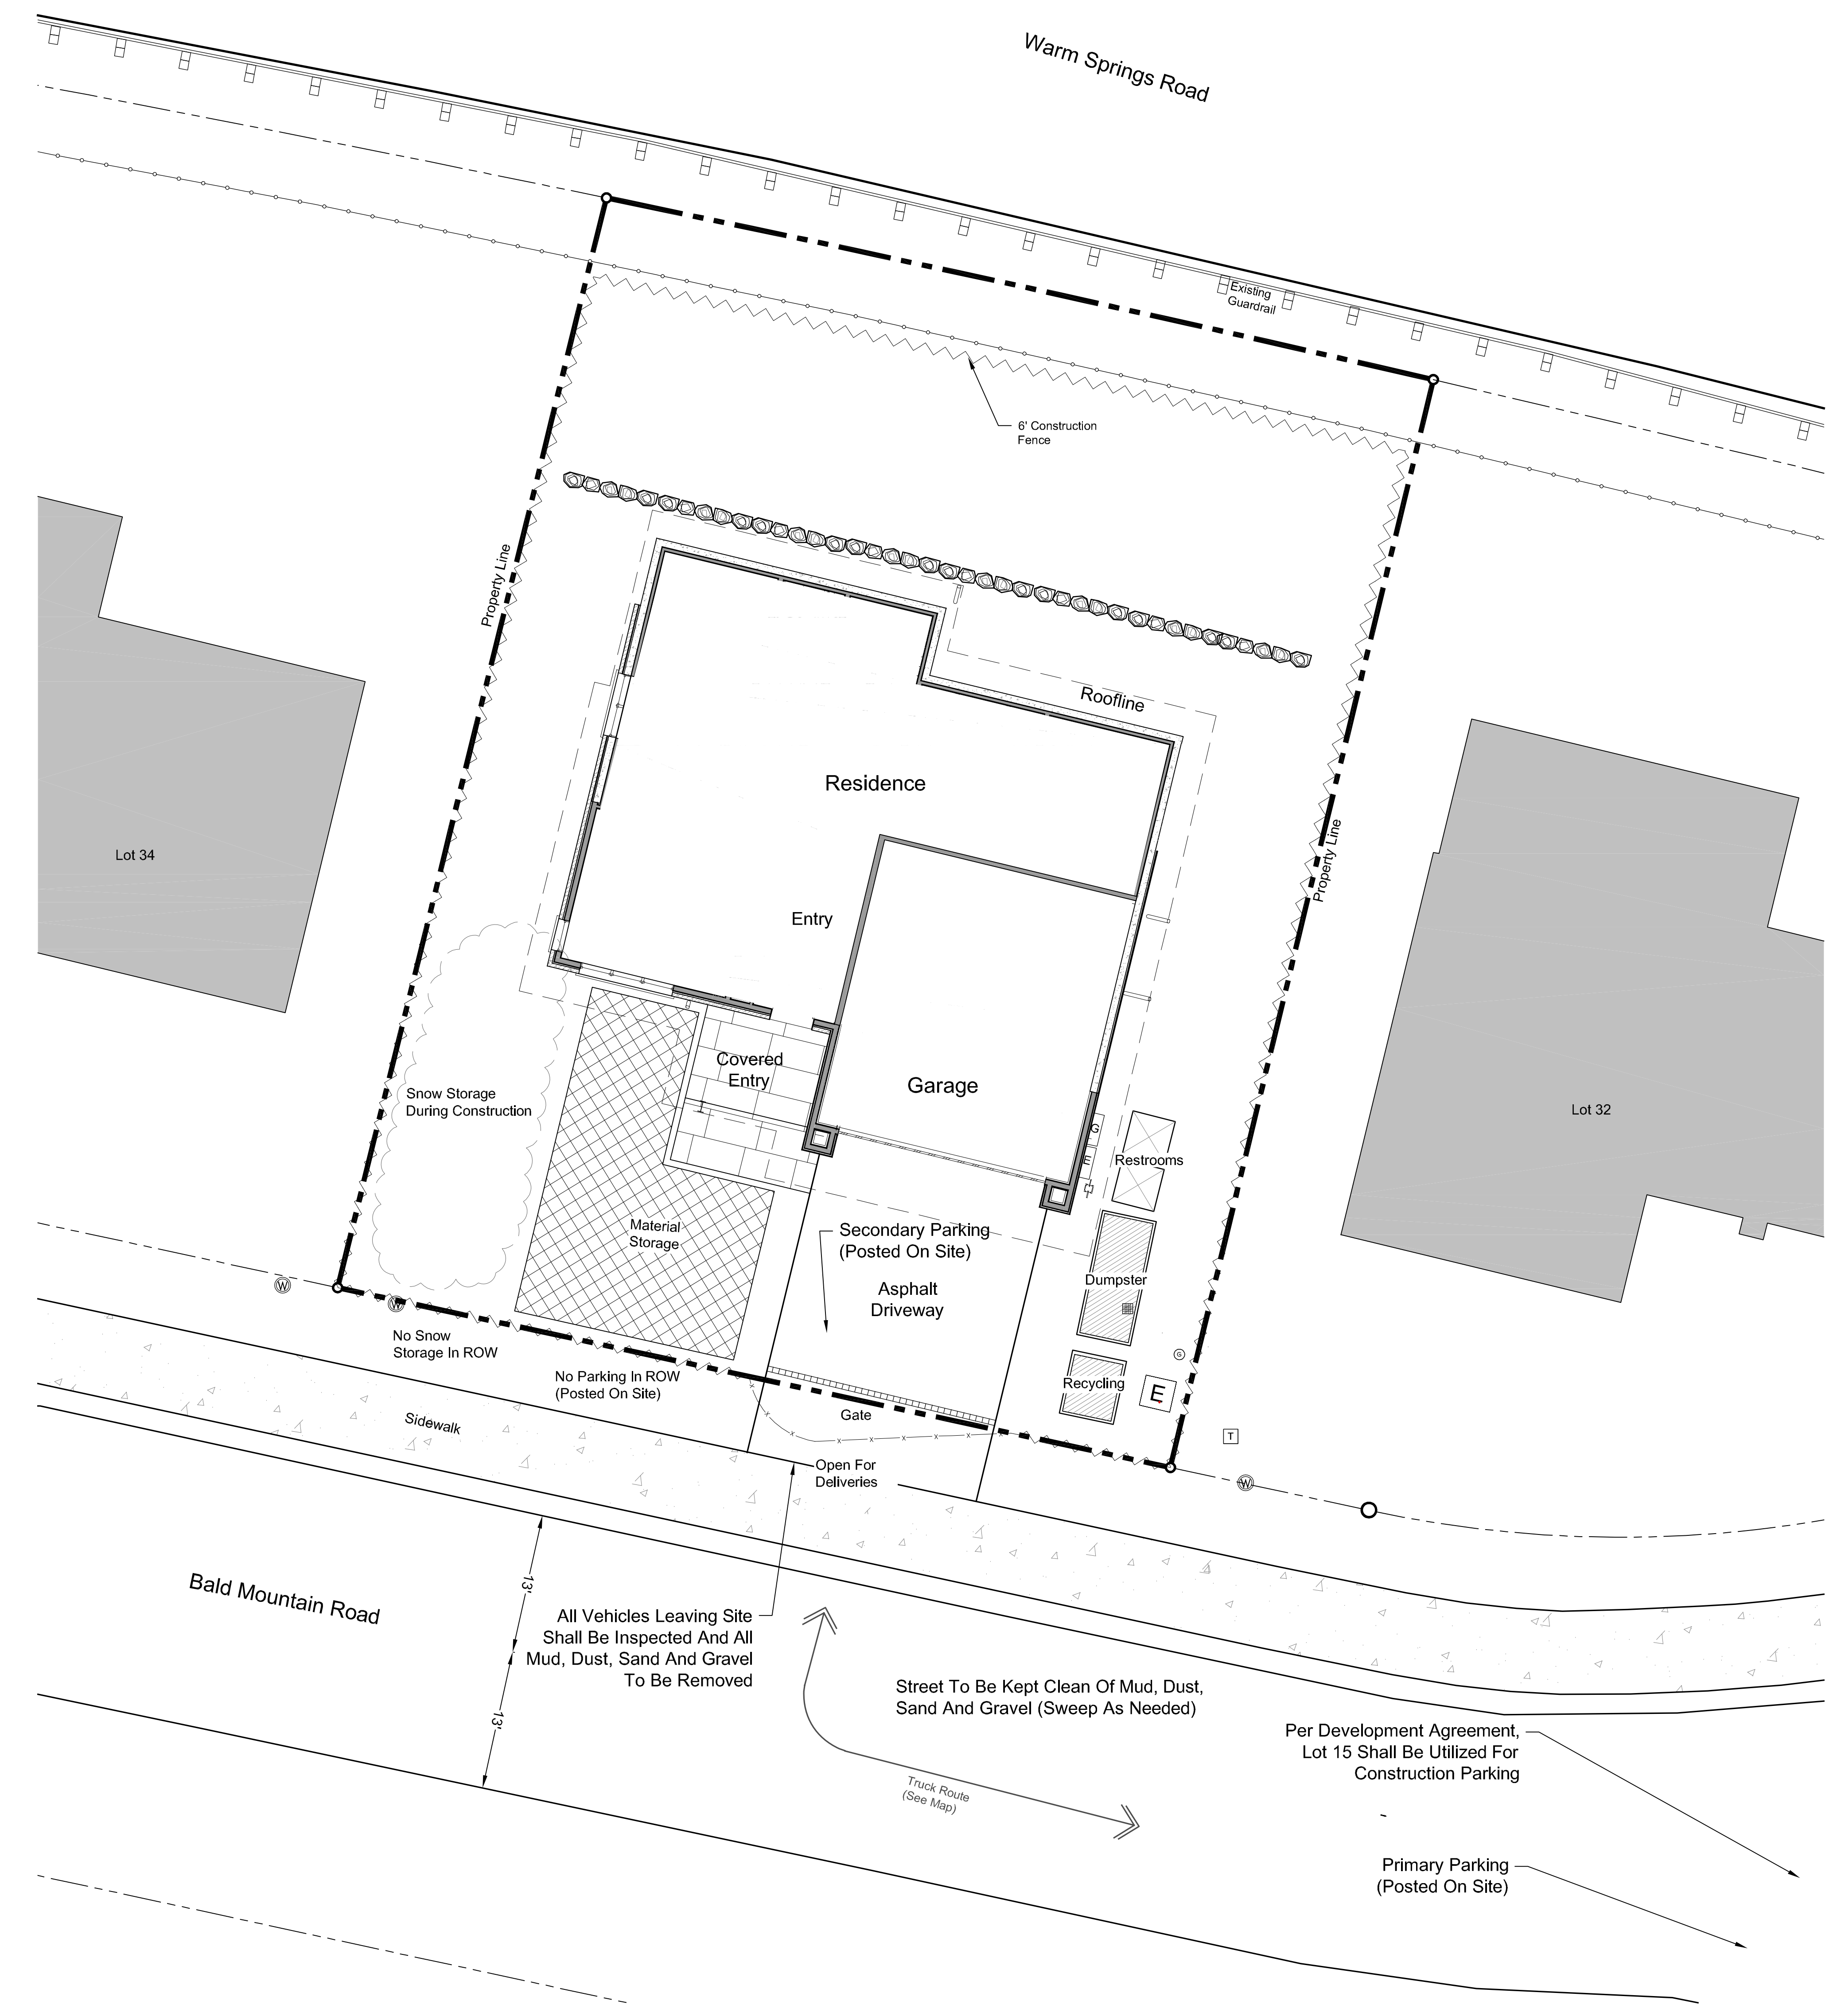 Warm Springs Road
Existing
Guardrail
6' Construction
Fence
Property Line
Roofline
Residence
Property Line
Lot 34
Entry
Covered
Entry
Garage
Snow Storage
During Construction
Lot 32
G
E
Restrooms
Material
Storage
Secondary Parking
(Posted On Site)
Asphalt
Driveway
Dumpster
W
W
No Snow
Storage In ROW
No Parking In ROW
(Posted On Site)
G
Recycling
E
Gate
Sidewalk
T
Open For
Deliveries
W
Bald Mountain Road
13'
13'
All Vehicles Leaving Site
Shall Be Inspected And All
Mud, Dust, Sand And Gravel
To Be Removed
Street To Be Kept Clean Of Mud, Dust,
Sand And Gravel (Sweep As Needed)
Truck Route
(See Map)
Per Development Agreement,
Lot 15 Shall Be Utilized For
Construction Parking
Primary Parking
(Posted On Site)